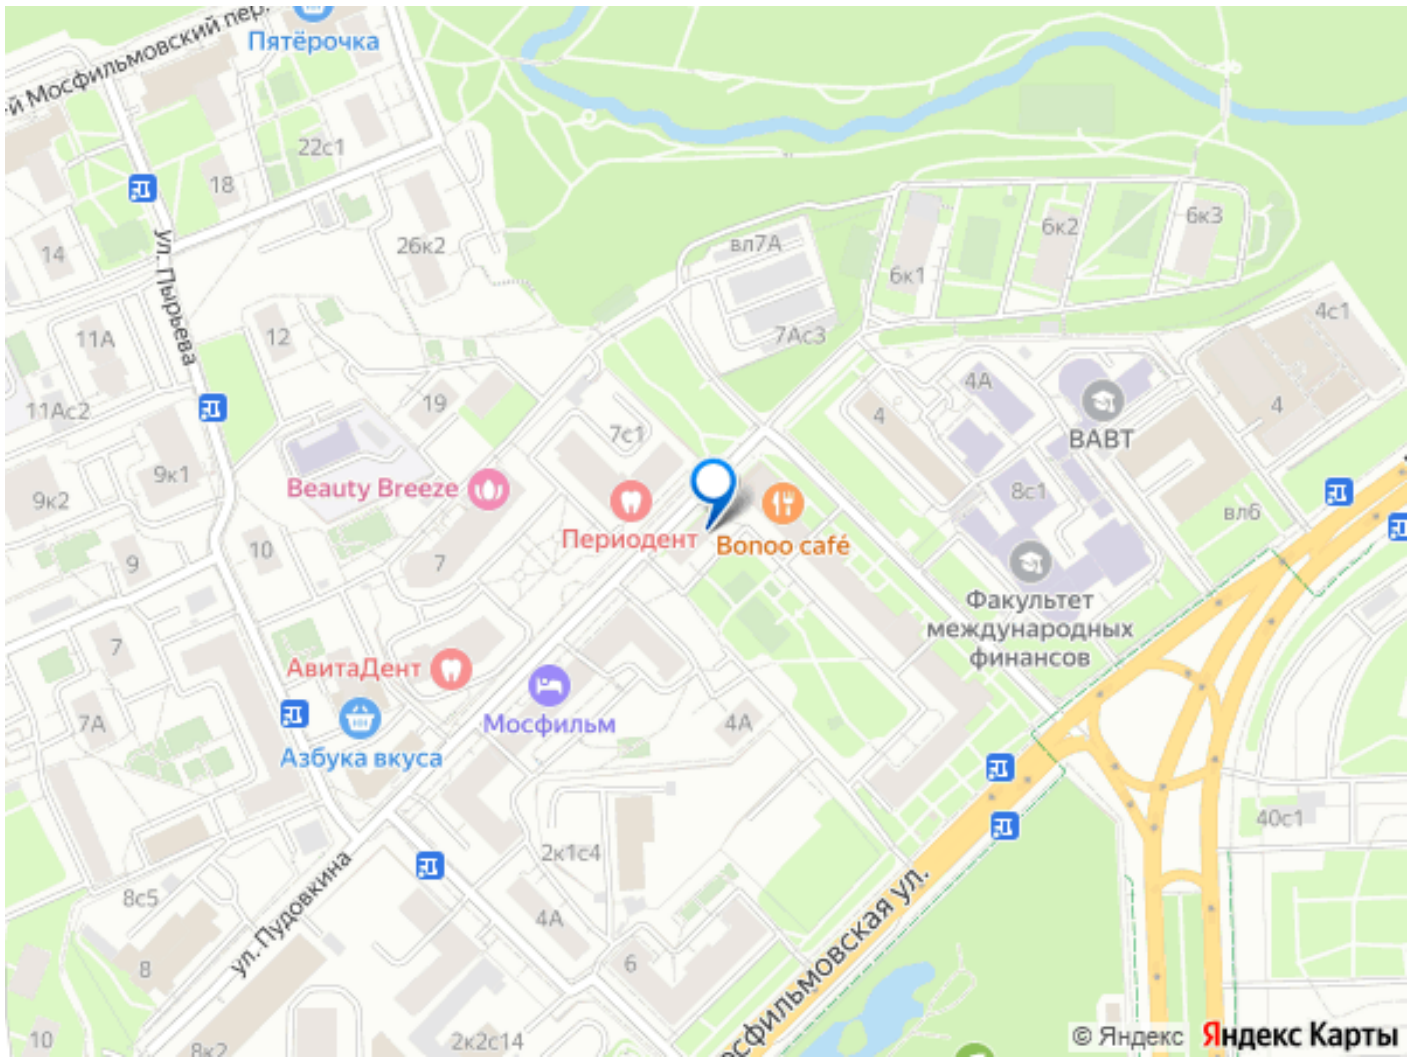 -й Мосфильмовский пер.
Пятёрочка
22с1
18
14
ул. Пырьева
26к2
вл7А
6к1
6к2
6к3
4с1
11А
12
7Ас3
11Ас2
19
4А
4
4
7с1
ВАВТ
9к1
9к2
Beauty Breeze
8с1
вл6
Периодент
Bonoo café
10
9
7
Факультет
международных
финансов
7
АвитаДент
Мосфильм
7А
4А
Азбука вкуса
40с1
2к1с4
ул. Пудовкина
8с5
4А
осфильмовская ул.
8
6
10
8к2
2к2с14
© Яндекс Яндекс Карты